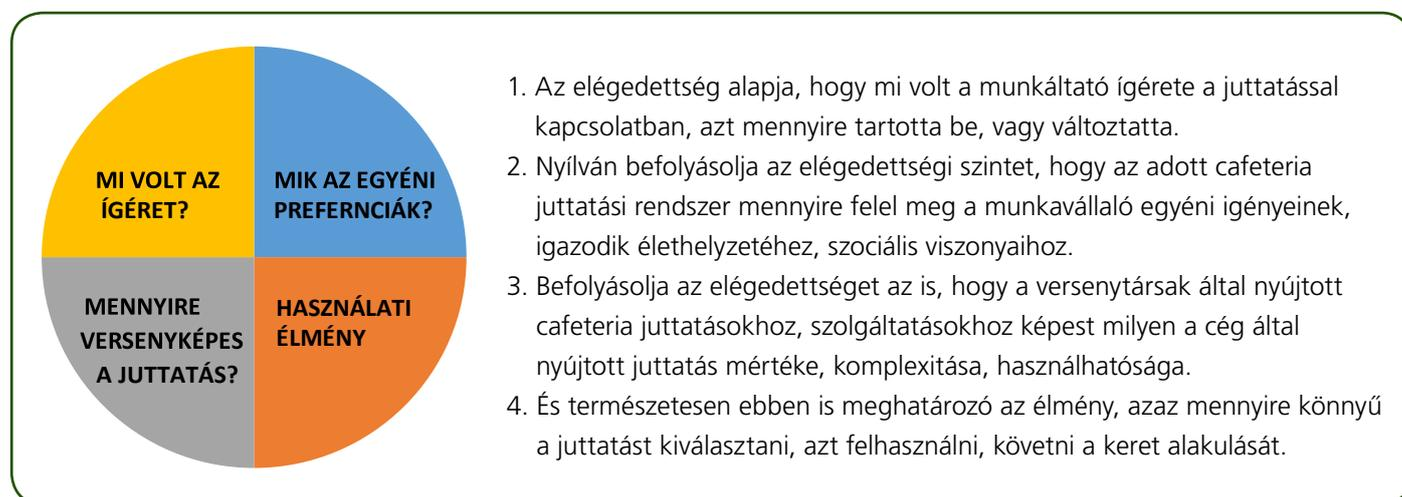 MI VOLT AZ
ÍGÉRET?
MIK AZ EGYÉNI
PREFERNCIÁK?
MENNYIRE
VERSENYKÉPES
A JUTTATÁS?
HASZNÁLATI
ÉLMÉNY
1. Az elégedettség alapja, hogy mi volt a munkáltató ígérete a juttatással
kapcsolatban, azt mennyire tartotta be, vagy változtatta.
2. Nyílván befolyásolja az elégedettségi szintet, hogy az adott cafeteria
juttatási rendszer mennyire felel meg a munkavállaló egyéni igényeinek,
igazodik élethelyzetéhez, szociális viszonyaihoz.
3. Befolyásolja az elégedettséget az is, hogy a versenytársak által nyújtott
cafeteria juttatásokhoz, szolgáltatásokhoz képest milyen a cég által
nyújtott juttatás mértéke, komplexitása, használhatósága.
4. És természetesen ebben is meghatározó az élmény, azaz mennyire könnyű
a juttatást kiválasztani, azt felhasználni, követni a keret alakulását.